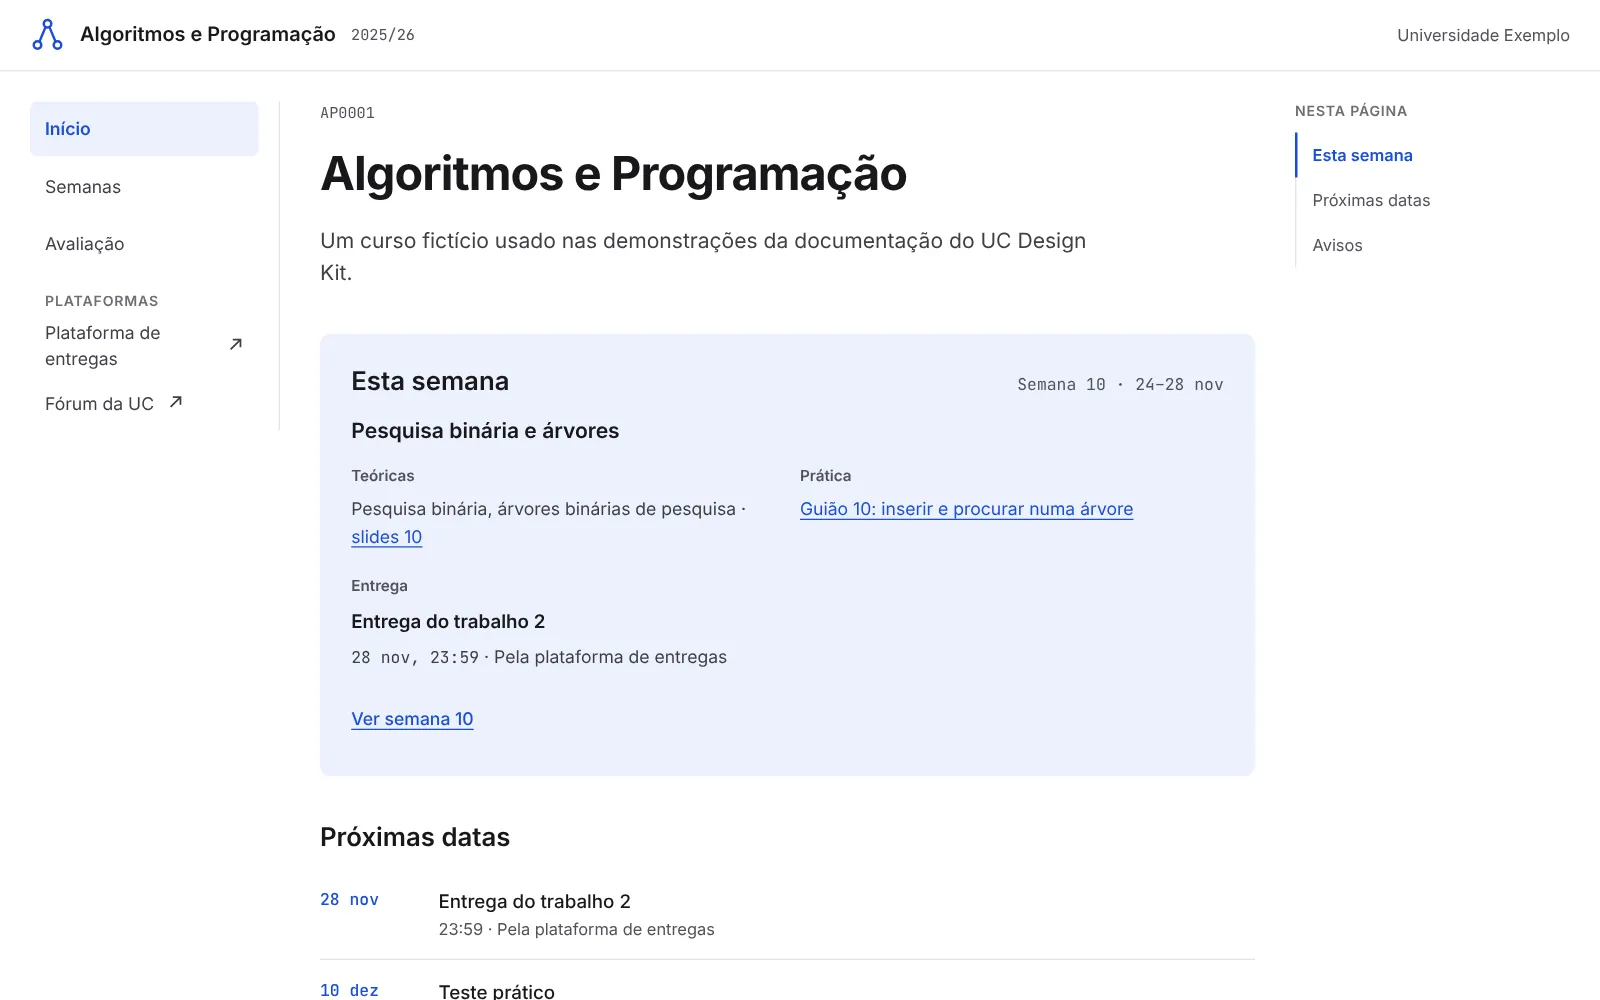 Algoritmos e Programação 2025/26
Universidade Exemplo
Início
Semanas
Avaliação
PLATAFORMAS
Plataforma de
entregas
Fórum da UC
AP0001
Algoritmos e Programação
Um curso fictício usado nas demonstrações da documentação do UC Design
Kit.
Esta semana
Semana 10 · 24–28 nov
Pesquisa binária e árvores
Teóricas
Pesquisa binária, árvores binárias de pesquisa ·
slides 10
Prática
Guião 10: inserir e procurar numa árvore
Entrega
Entrega do trabalho 2
28 nov, 23:59 · Pela plataforma de entregas
Ver semana 10
Próximas datas
28 nov
Entrega do trabalho 2
23:59 · Pela plataforma de entregas
10 dez
Teste prático
NESTA PÁGINA
Esta semana
Próximas datas
Avisos